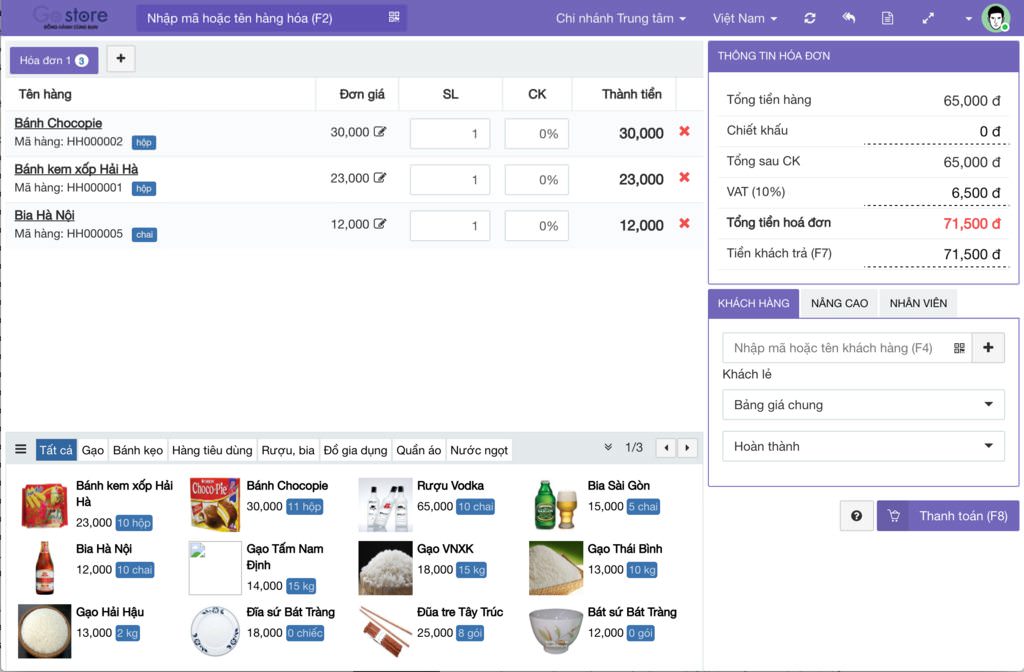 Go store
ĐỒNG HÀNH CÙNG BẠN
Nhập mã hoặc tên hàng hóa (F2)
Chi nhánh Trung tâm
Việt Nam
Hóa đơn 1 3
+
Tên hàng Đơn giá SL CK Thành tiền
Bánh Chocopie
Mã hàng: HH000002 hộp
30,000 1 0% 30,000
Bánh kem xốp Hải Hà
Mã hàng: HH000001 hộp
23,000 1 0% 23,000
Bia Hà Nội
Mã hàng: HH000005 chai
12,000 1 0% 12,000
THÔNG TIN HÓA ĐƠN
Tổng tiền hàng 65,000 đ
Chiết khấu 0 đ
Tổng sau CK 65,000 đ
VAT (10%) 6,500 đ
Tổng tiền hoá đơn 71,500 đ
Tiền khách trả (F7) 71,500 đ
KHÁCH HÀNG NÂNG CAO NHÂN VIÊN
Nhập mã hoặc tên khách hàng (F4) +
Khách lẻ
Bảng giá chung
Hoàn thành
? Thanh toán (F8)
Tất cả Gạo Bánh kẹo Hàng tiêu dùng Rượu, bia Đồ gia dụng Quần áo Nước ngọt 1/3
Bánh kem xốp Hải
Hà
23,000 10 hộp
CHOCO-PIE
Bánh Chocopie
30,000 11 hộp
Rượu Vodka
65,000 10 chai
Bia Sài Gòn
15,000 5 chai
Bia Hà Nội
12,000 10 chai
Gạo Tấm Nam
Định
14,000 15 kg
Gạo VNXK
18,000 15 kg
Gạo Thái Bình
13,000 10 kg
Gạo Hải Hậu
13,000 2 kg
Đĩa sứ Bát Tràng
18,000 0 chiếc
Đũa tre Tây Trúc
25,000 8 gói
Bát sứ Bát Tràng
12,000 0 gói